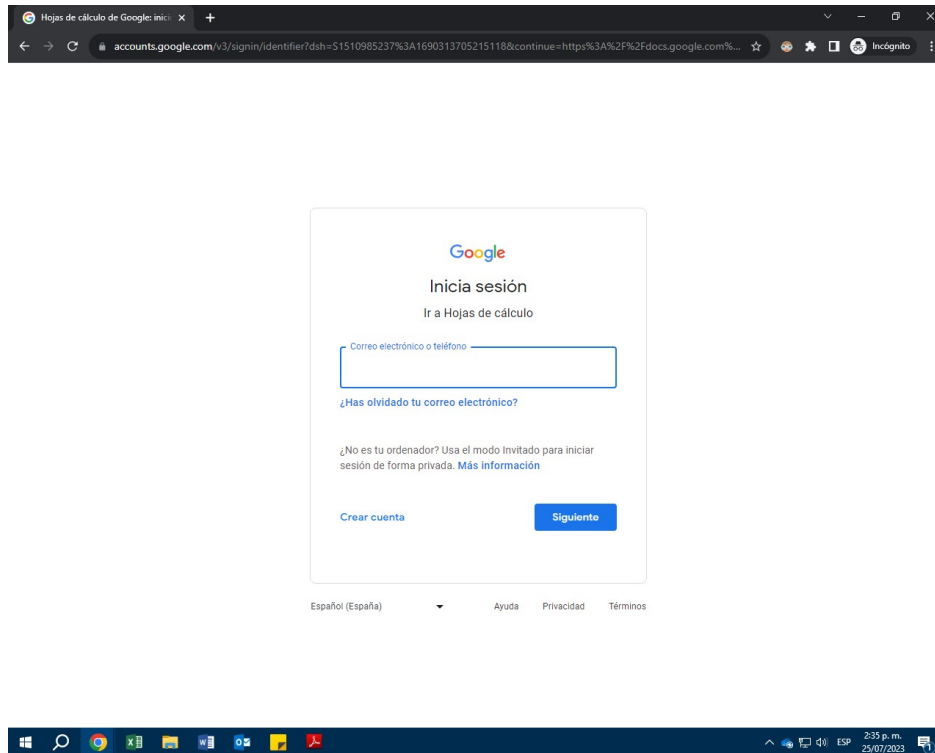 Hojas de cálculo de Google: inici
accounts.google.com/v3/signin/identifier?dsh=S1510985237%3A1690313705215118&continue=https%3A%2F%2Fdocs.google.com%...
Incógnito
Google
Inicia sesión
Ir a Hojas de cálculo
Correo electrónico o teléfono
¿Has olvidado tu correo electrónico?
¿No es tu ordenador? Usa el modo Invitado para iniciar
sesión de forma privada. Más información
Crear cuenta
Siguiente
Español (España)
Ayuda
Privacidad
Términos
ESP
2:35 p. m.
25/07/2023